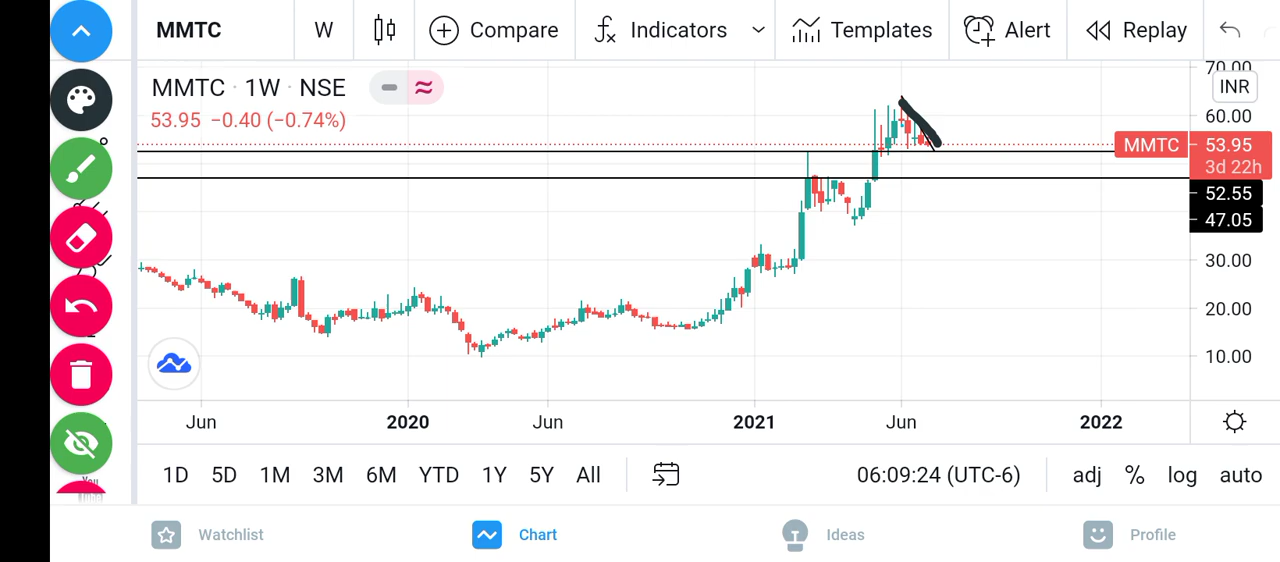 MMTC W Compare Indicators Templates Alert Replay
MMTC · 1W · NSE
53.95 −0.40 (−0.74%)
70.00
INR
60.00
MMTC 53.95
3d 22h
52.55
47.05
30.00
20.00
10.00
Jun 2020 Jun 2021 Jun 2022
1D 5D 1M 3M 6M YTD 1Y 5Y All 06:09:24 (UTC-6) adj % log auto
Watchlist Chart Ideas Profile